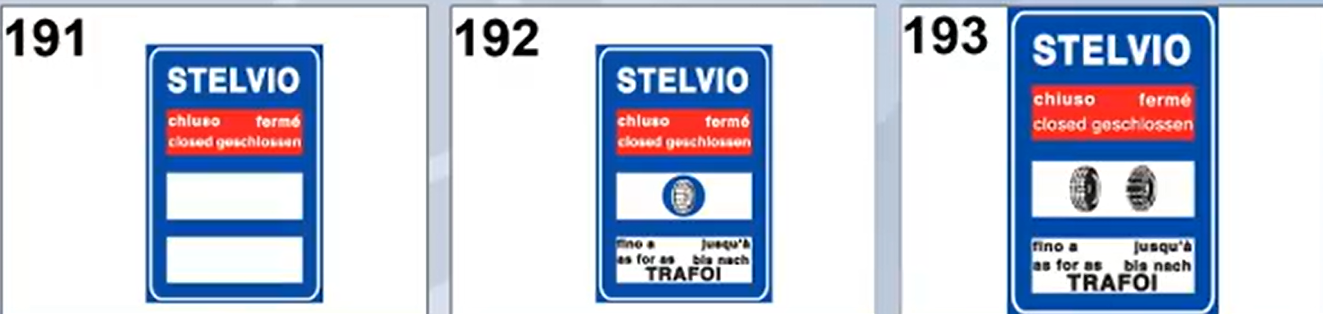 191
STELVIO
chiuso fermé
closed geschlossen
192
STELVIO
chiuso fermé
closed geschlossen
fino a jusqu'à
as for as bis nach
TRAFOI
193
STELVIO
chiuso fermé
closed geschlossen
fino a jusqu'à
as for as bis nach
TRAFOI